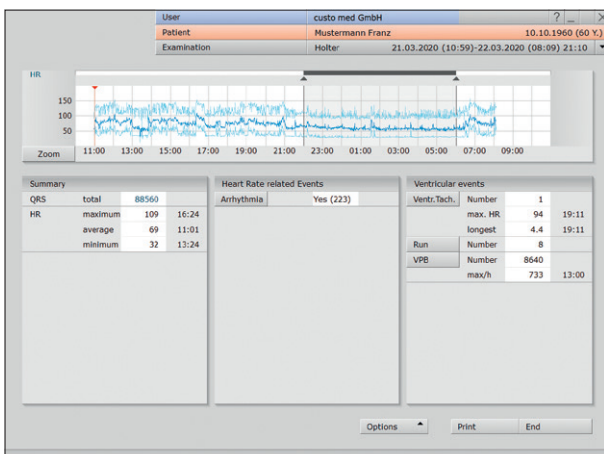 User custo med GmbH ? _ X
Patient Mustermann Franz 10.10.1960 (60 Y.)
Examination Holter 21.03.2020 (10:59)-22.03.2020 (08:09) 21:10
HR
150
100
50
Zoom 11:00 13:00 15:00 17:00 19:00 21:00 23:00 01:00 03:00 05:00 07:00 09:00
Summary Heart Rate related Events Ventricular events
QRS total 88560 Arrhythmia Yes (223) Ventr.Tach. Number 1
HR maximum 109 16:24 max. HR 94 19:11
average 69 11:01 longest 4.4 19:11
minimum 32 13:24 Run Number 8
VPB Number 8640
max/h 733 13:00
Options Print End